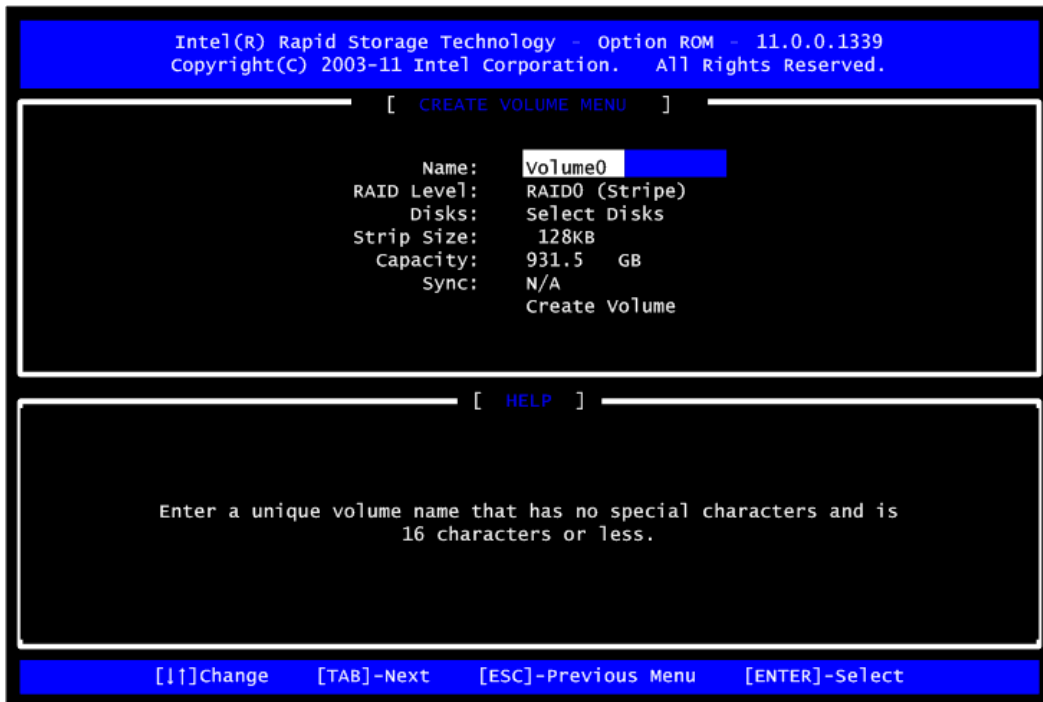 Intel(R) Rapid Storage Technology - Option ROM - 11.0.0.1339
Copyright(C) 2003-11 Intel Corporation. All Rights Reserved.
[ CREATE VOLUME MENU ]
Name: Volume0
RAID Level: RAID0 (Stripe)
Disks: Select Disks
Strip Size: 128KB
Capacity: 931.5 GB
Sync: N/A
Create Volume
[ HELP ]
Enter a unique volume name that has no special characters and is
16 characters or less.
[↓↑]Change [TAB]-Next [ESC]-Previous Menu [ENTER]-Select